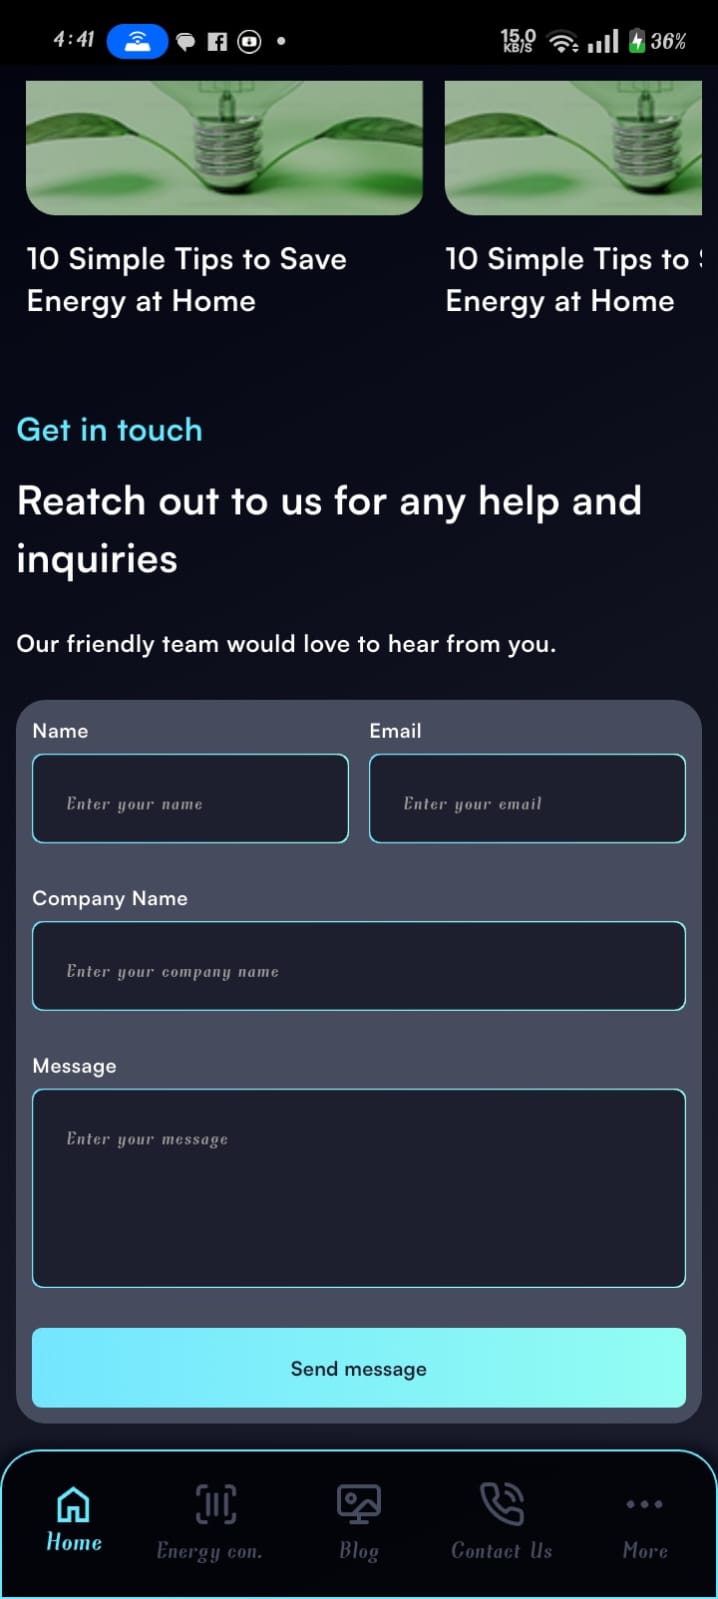 4:41 15.0 KB/S 36%
10 Simple Tips to Save
Energy at Home
10 Simple Tips to
Energy at Home
Get in touch
Reatch out to us for any help and
inquiries
Our friendly team would love to hear from you.
Name Email
Enter your name Enter your email
Company Name
Enter your company name
Message
Enter your message
Send message
Home Energy con. Blog Contact Us More